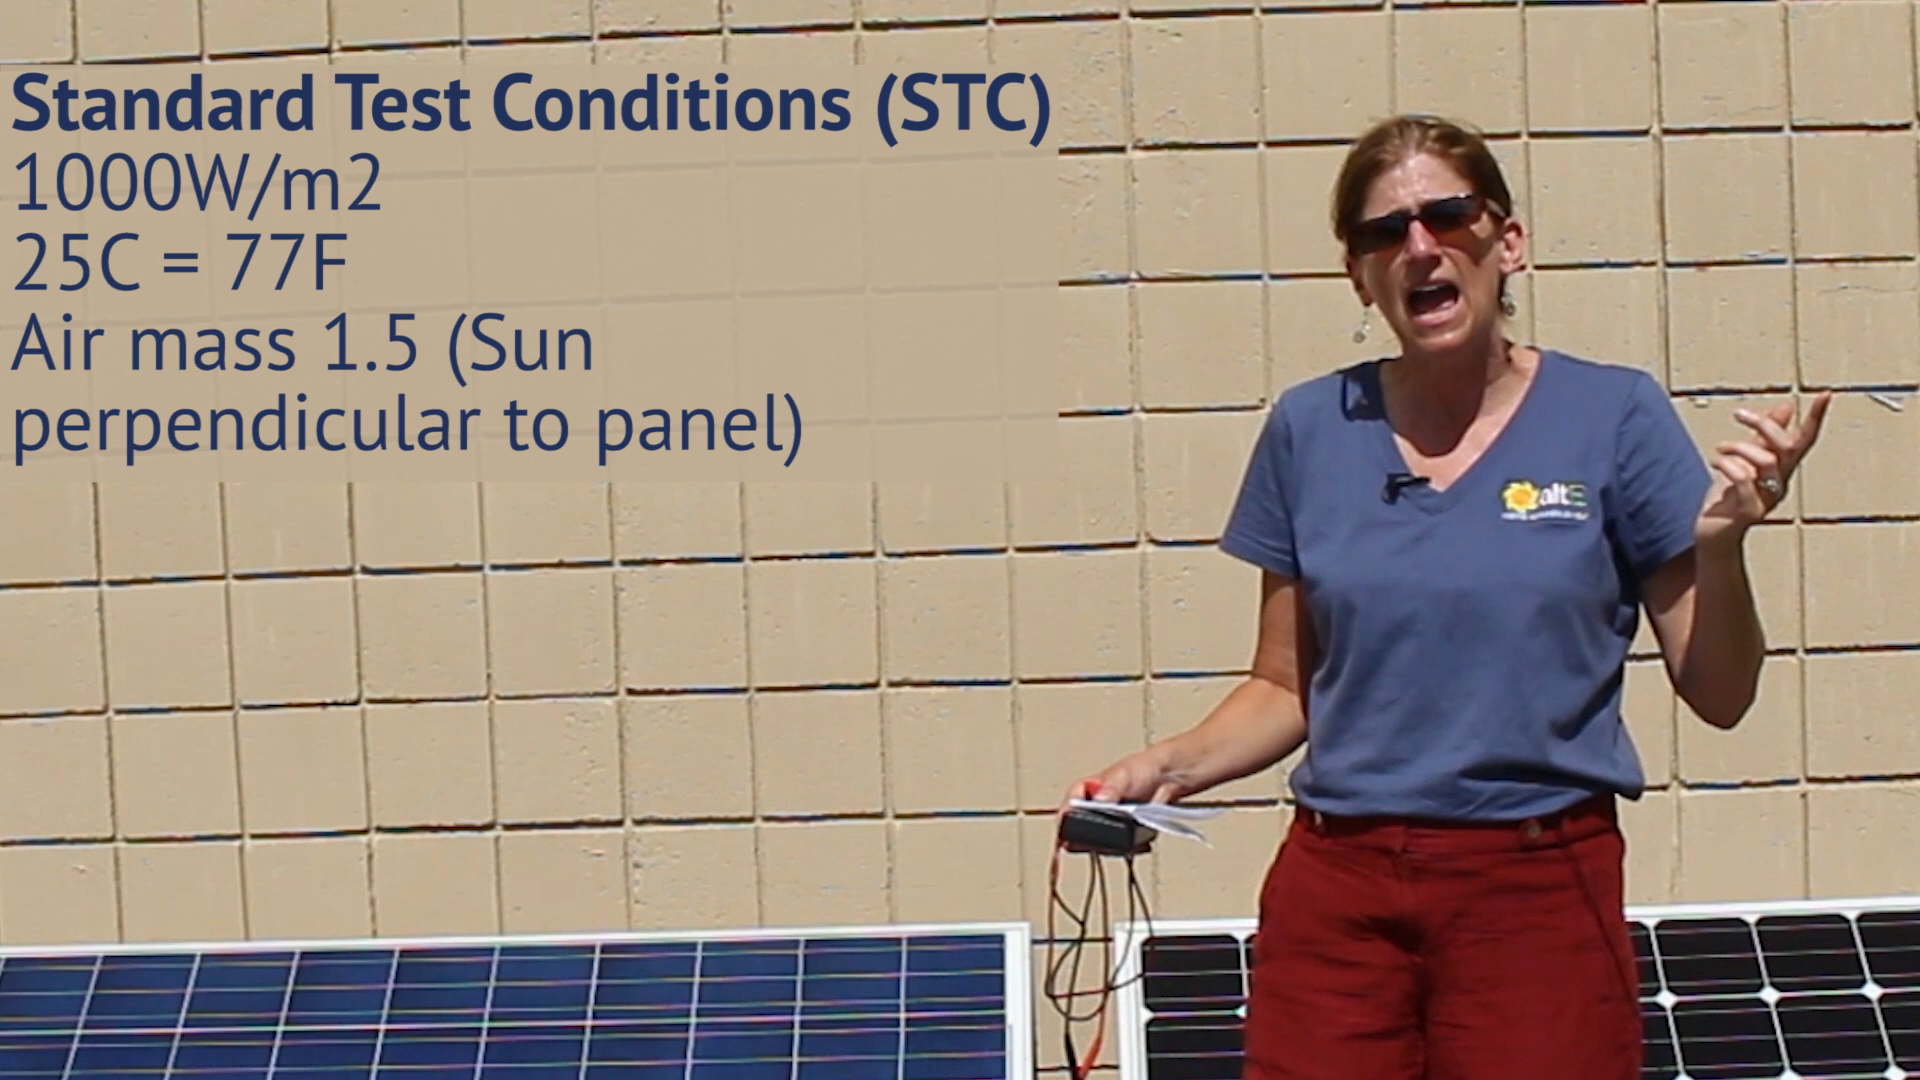 Standard Test Conditions (STC)
1000W/m2
25C = 77F
Air mass 1.5 (Sun
perpendicular to panel)
altE